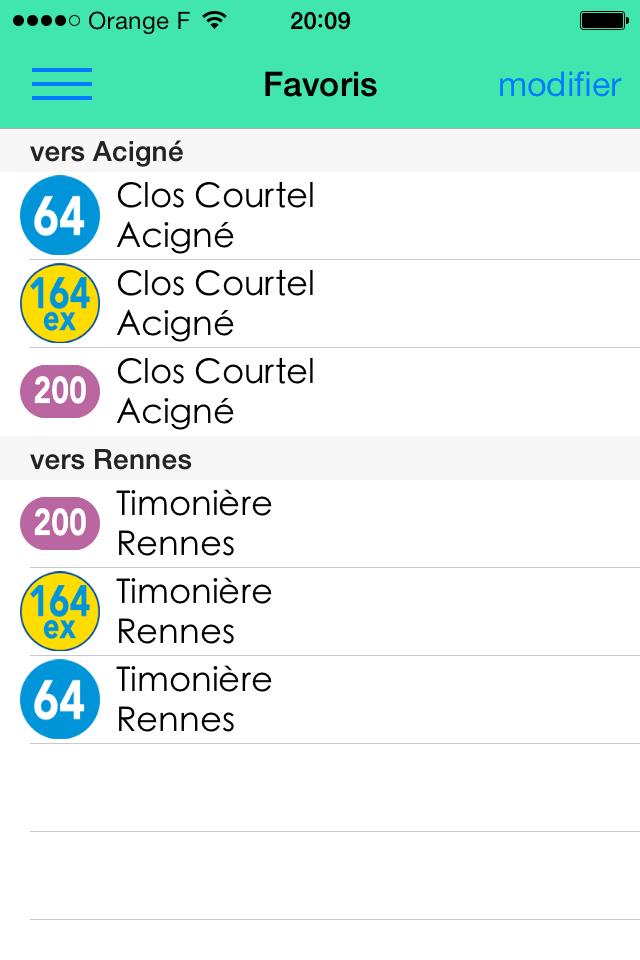 Orange F 20:09
Favoris modifier
vers Acigné
64 Clos Courtel
Acigné
164 ex Clos Courtel
Acigné
200 Clos Courtel
Acigné
vers Rennes
200 Timonière
Rennes
164 ex Timonière
Rennes
64 Timonière
Rennes